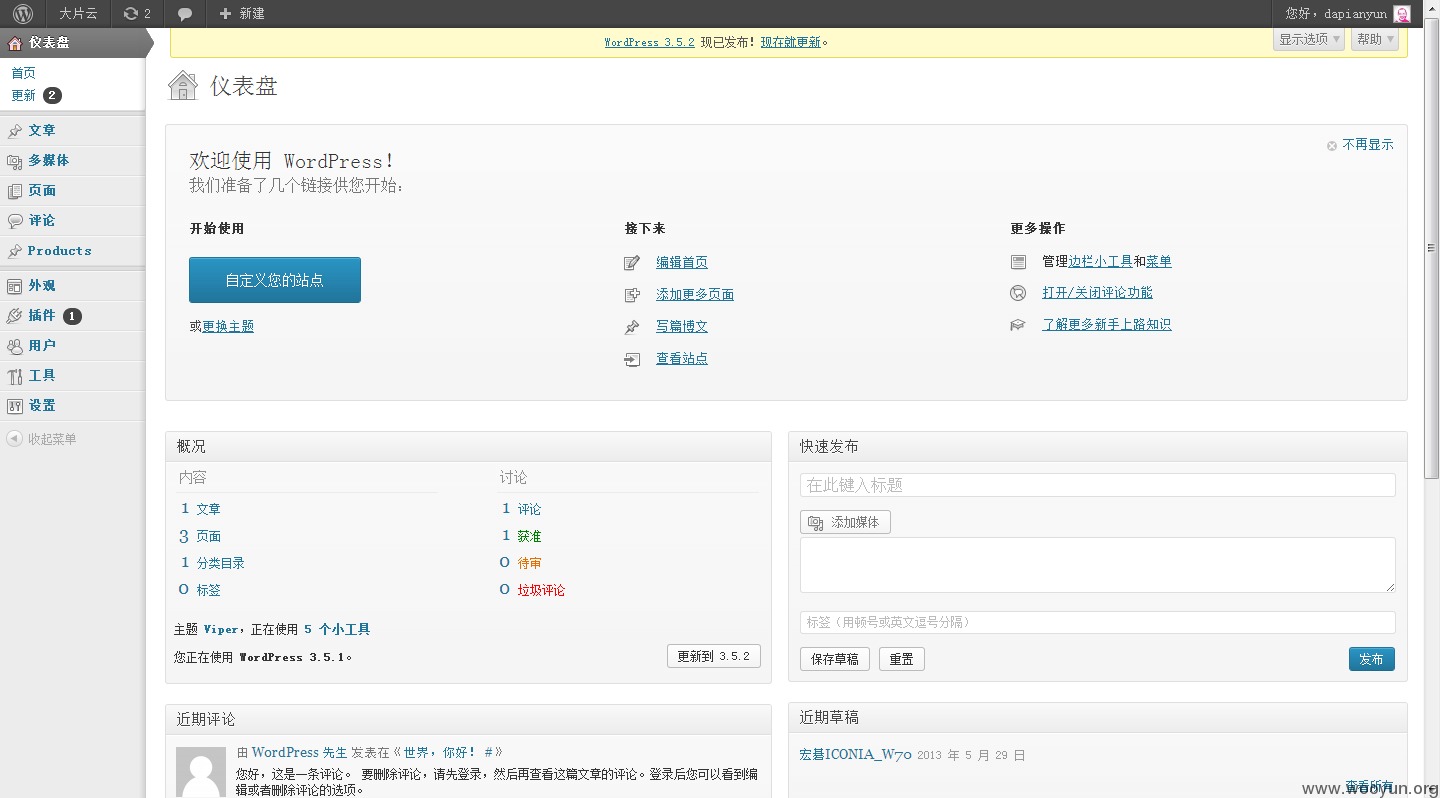 大片云 2 新建 您好，dapianyun
仪表盘
WordPress 3.5.2 现已发布！现在就更新。
显示选项 帮助
首页
更新 2
仪表盘
文章
多媒体
页面
评论
Products
外观
插件 1
用户
工具
设置
收起菜单
欢迎使用 WordPress！
不再显示
我们准备了几个链接供您开始：
开始使用
自定义您的站点
或更换主题
接下来
编辑首页
添加更多页面
写篇博文
查看站点
更多操作
管理边栏小工具和菜单
打开/关闭评论功能
了解更多新手上路知识
概况
内容 讨论
1 文章 1 评论
3 页面 1 获准
1 分类目录 0 待审
0 标签 0 垃圾评论
主题 Viper，正在使用 5 个小工具
您正在使用 WordPress 3.5.1。
更新到 3.5.2
快速发布
在此键入标题
添加媒体
标签（用顿号或英文逗号分隔）
保存草稿 重置 发布
近期评论
由 WordPress 先生 发表在《世界，你好！ #》
您好，这是一条评论。 要删除评论，请先登录，然后再查看这篇文章的评论。登录后您可以看到编
辑或者删除评论的选项。
近期草稿
宏碁ICONIA_W70 2013 年 5 月 29 日
查看所有
www.wooyun.org